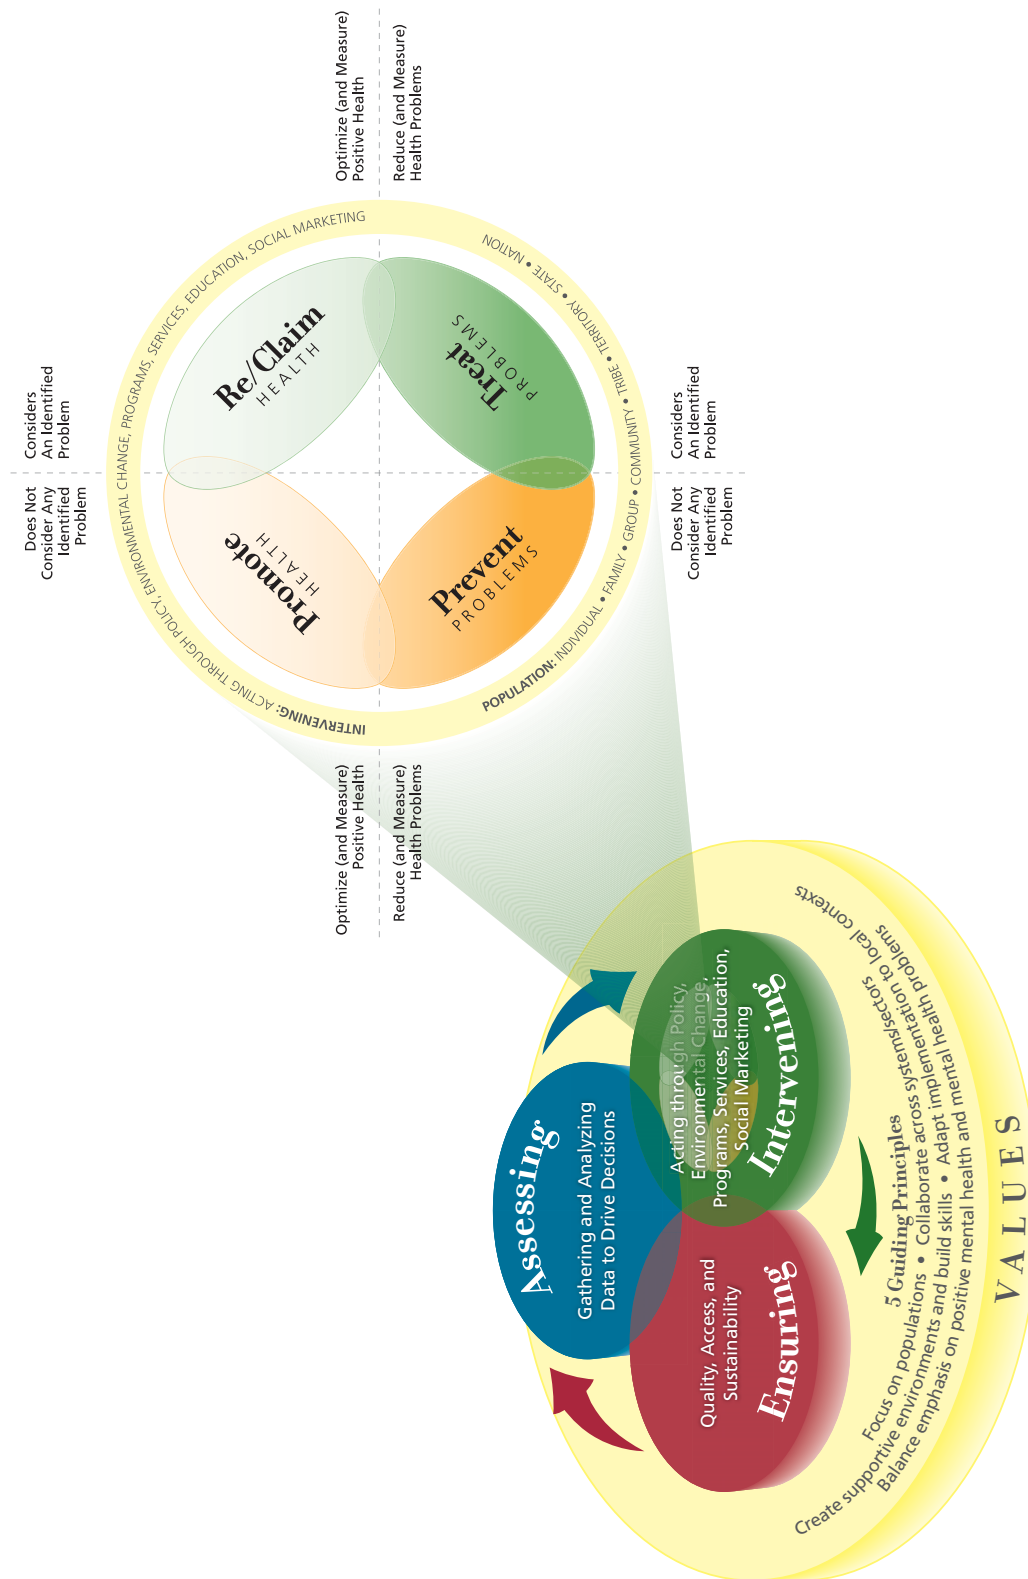 Assessing
Gathering and Analyzing
Data to Drive Decisions
Acting through Policy,
Environmental Change,
Programs, Services, Education,
Social Marketing
Intervening
Quality, Access, and
Sustainability
Ensuring
5 Guiding Principles
Focus on populations • Collaborate across systems/sectors
Create supportive environments and build skills • Adapt implementation to local contexts
Balance emphasis on positive mental health and mental health problems
VALUES
Does Not
Consider Any
Identified
Problem
Considers
An Identified
Problem
Optimize (and Measure)
Positive Health
Reduce (and Measure)
Health Problems
INTERVENING: ACTING THROUGH POLICY, ENVIRONMENTAL CHANGE, PROGRAMS, SERVICES, EDUCATION, SOCIAL MARKETING
Promote
HEALTH
Re/Claim
HEALTH
Prevent
PROBLEMS
Treat
PROBLEMS
POPULATION: INDIVIDUAL • FAMILY • GROUP • COMMUNITY • TRIBE • TERRITORY • STATE • NATION
Optimize (and Measure)
Positive Health
Reduce (and Measure)
Health Problems
Does Not
Consider Any
Identified
Problem
Considers
An Identified
Problem